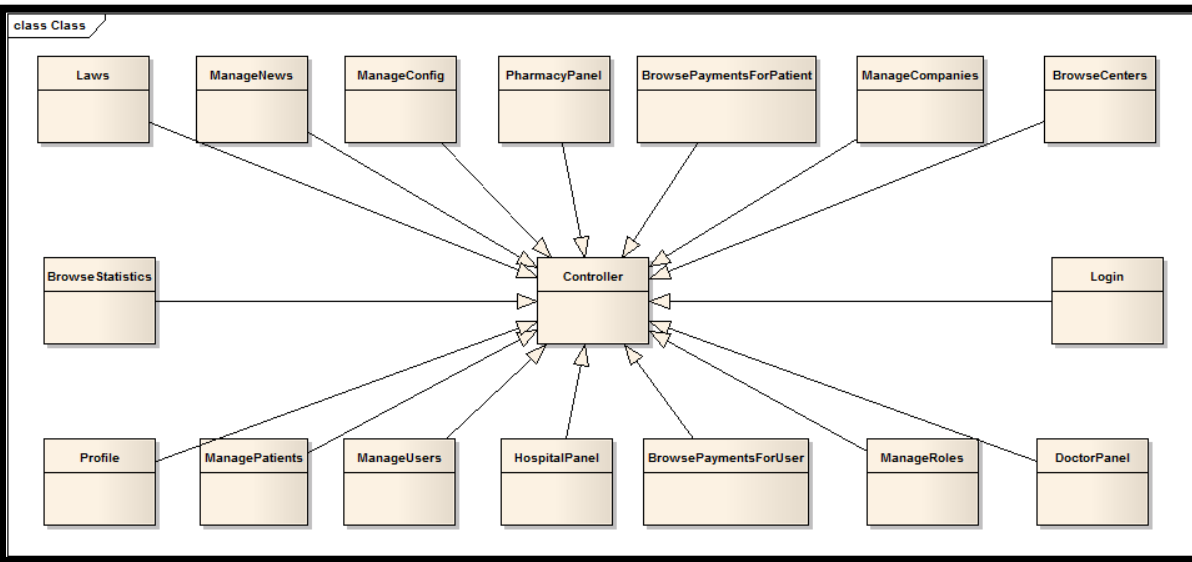 class Class
Laws
ManageNews
ManageConfig
PharmacyPanel
BrowsePaymentsForPatient
ManageCompanies
BrowseCenters
BrowseStatistics
Controller
Login
Profile
ManagePatients
ManageUsers
HospitalPanel
BrowsePaymentsForUser
ManageRoles
DoctorPanel